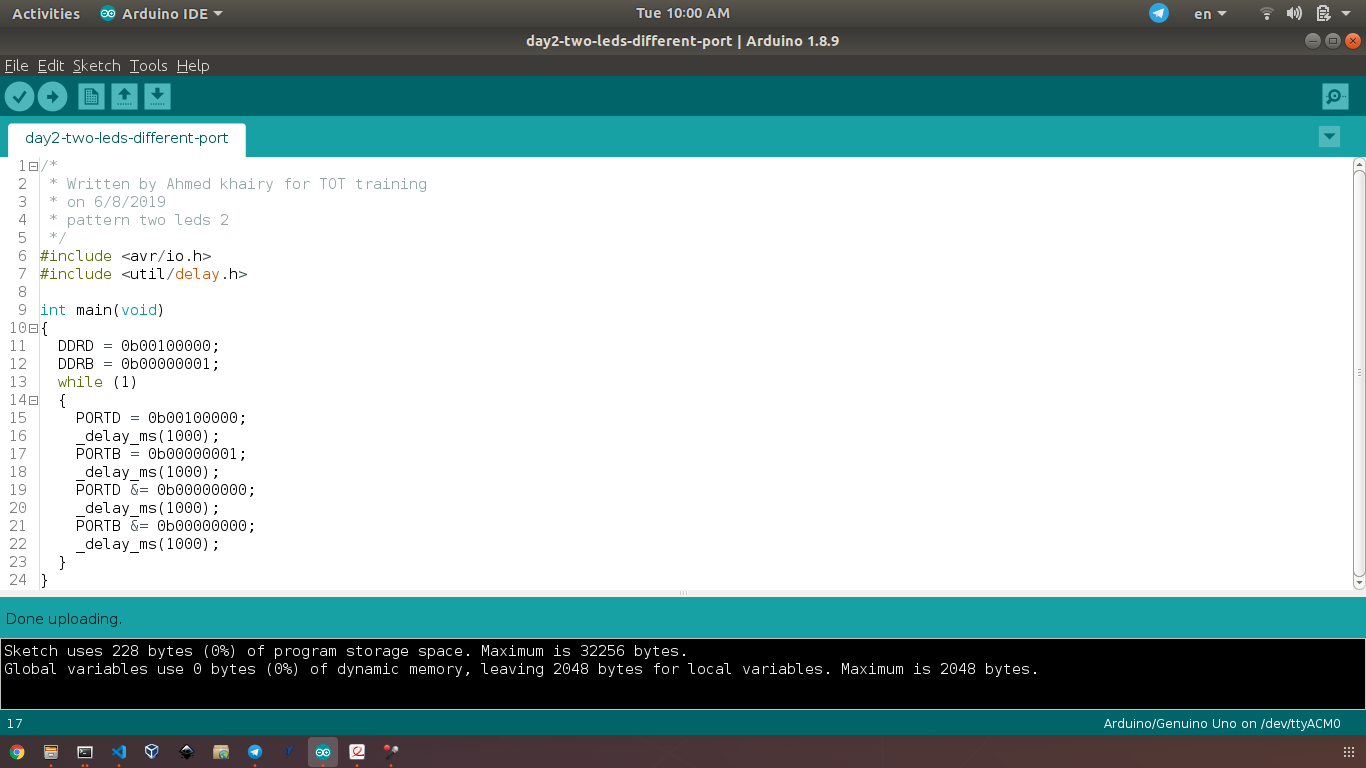 Activities Arduino IDE Tue 10:00 AM en
day2-two-leds-different-port | Arduino 1.8.9
File Edit Sketch Tools Help
day2-two-leds-different-port
1 /*
2  * Written by Ahmed khairy for TOT training
3  * on 6/8/2019
4  * pattern two leds 2
5  */
6 #include <avr/io.h>
7 #include <util/delay.h>
8
9 int main(void)
10 {
11   DDRD = 0b00100000;
12   DDRB = 0b00000001;
13   while (1)
14   {
15     PORTD = 0b00100000;
16     _delay_ms(1000);
17     PORTB = 0b00000001;
18     _delay_ms(1000);
19     PORTD &= 0b00000000;
20     _delay_ms(1000);
21     PORTB &= 0b00000000;
22     _delay_ms(1000);
23   }
24 }
Done uploading.
Sketch uses 228 bytes (0%) of program storage space. Maximum is 32256 bytes.
Global variables use 0 bytes (0%) of dynamic memory, leaving 2048 bytes for local variables. Maximum is 2048 bytes.
17 Arduino/Genuino Uno on /dev/ttyACM0